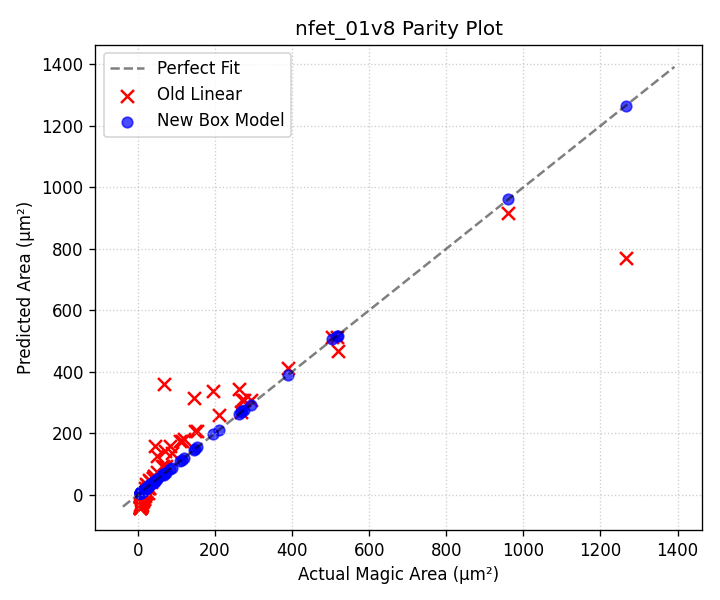 nfet_01v8 Parity Plot
Perfect Fit
Old Linear
New Box Model
1400
1200
1000
800
600
400
200
0
Predicted Area (μm²)
0 200 400 600 800 1000 1200 1400
Actual Magic Area (μm²)